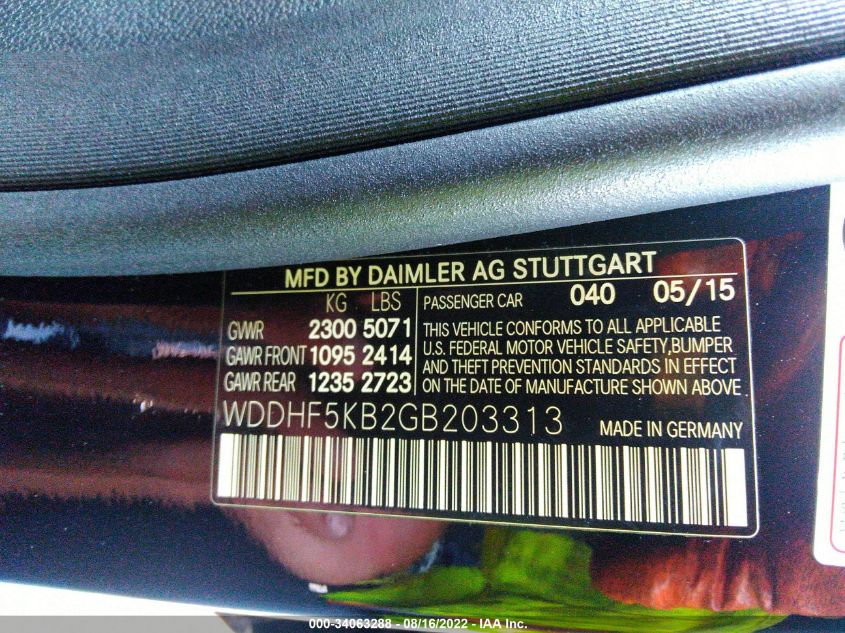 MFD BY DAIMLER AG STUTTGART
KG LBS
GVWR 2300 5071
GAWR FRONT 1095 2414
GAWR REAR 1235 2723
PASSENGER CAR 040 05/15
THIS VEHICLE CONFORMS TO ALL APPLICABLE
U.S. FEDERAL MOTOR VEHICLE SAFETY,BUMPER
AND THEFT PREVENTION STANDARDS IN EFFECT
ON THE DATE OF MANUFACTURE SHOWN ABOVE.
WDDHF5KB2GB203313 MADE IN GERMANY
000-34063288 - 08/16/2022 - IAA Inc.